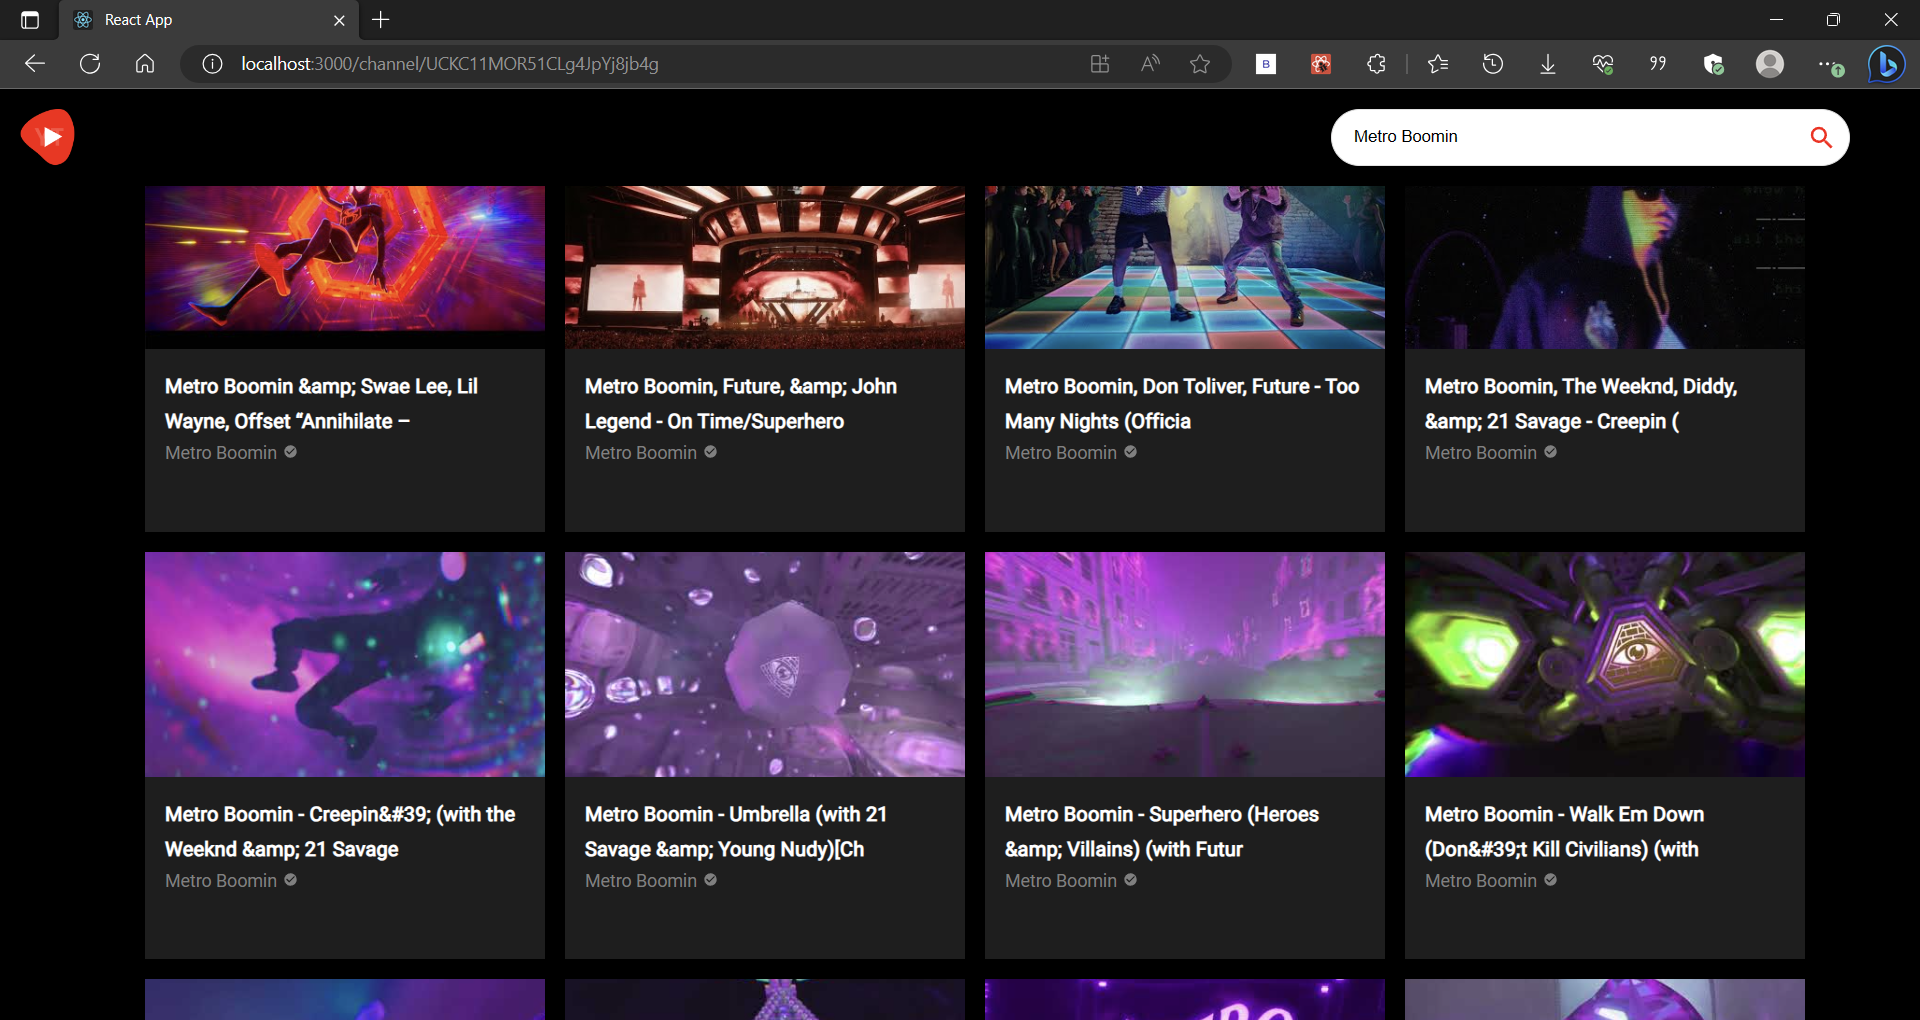 React App
localhost:3000/channel/UCKC11MOR51CLg4JpYj8jb4g
B
Metro Boomin
Metro Boomin &amp; Swae Lee, Lil
Wayne, Offset “Annihilate –
Metro Boomin
Metro Boomin, Future, &amp; John
Legend - On Time/Superhero
Metro Boomin
Metro Boomin, Don Toliver, Future - Too
Many Nights (Officia
Metro Boomin
Metro Boomin, The Weeknd, Diddy,
&amp; 21 Savage - Creepin (
Metro Boomin
Metro Boomin - Creepin&#39; (with the
Weeknd &amp; 21 Savage
Metro Boomin
Metro Boomin - Umbrella (with 21
Savage &amp; Young Nudy)[Ch
Metro Boomin
Metro Boomin - Superhero (Heroes
&amp; Villains) (with Futur
Metro Boomin
Metro Boomin - Walk Em Down
(Don&#39;t Kill Civilians) (with
Metro Boomin